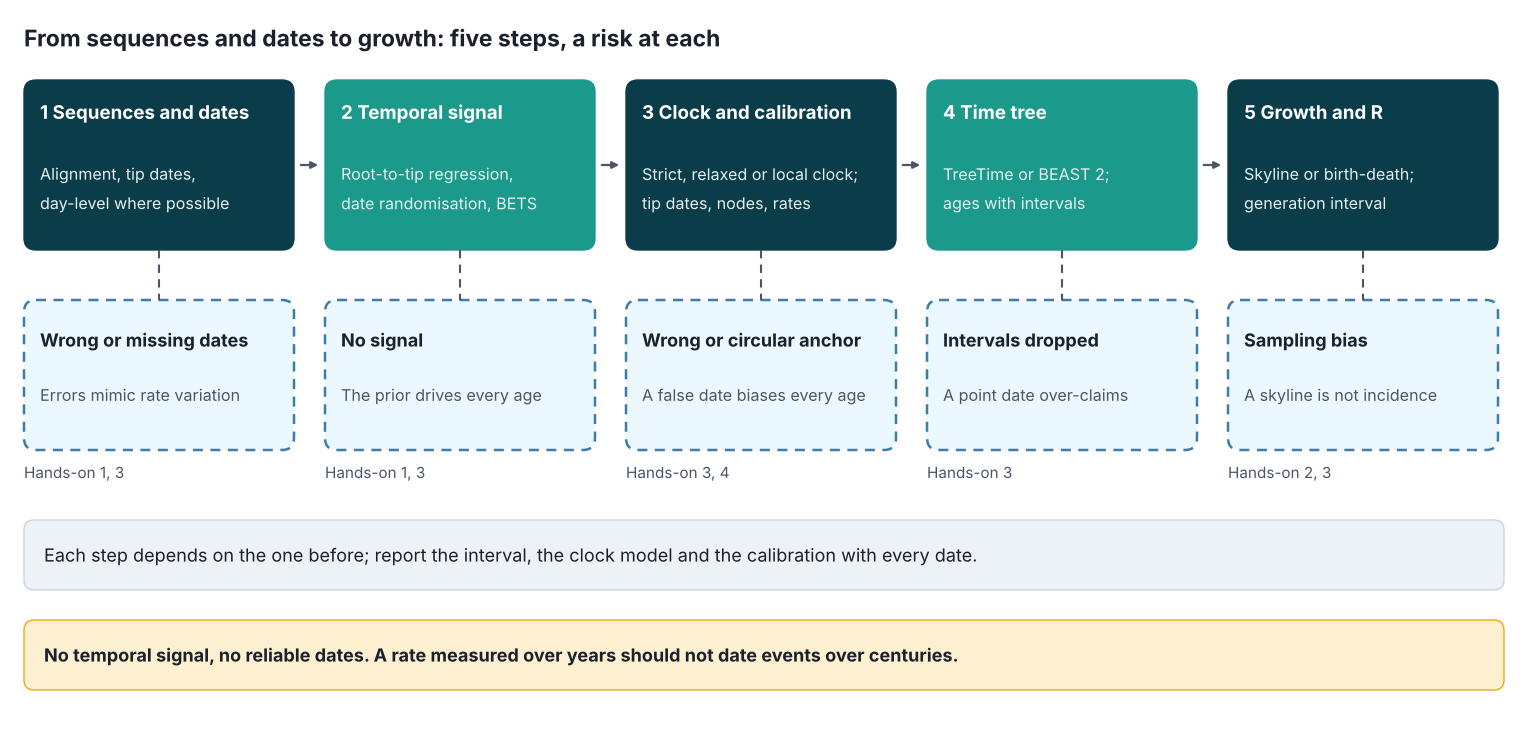 From sequences and dates to growth: five steps, a risk at each
1 Sequences and dates
Alignment, tip dates,
day-level where possible
2 Temporal signal
Root-to-tip regression,
date randomisation, BETS
3 Clock and calibration
Strict, relaxed or local clock;
tip dates, nodes, rates
4 Time tree
TreeTime or BEAST 2;
ages with intervals
5 Growth and R
Skyline or birth-death;
generation interval
Wrong or missing dates
Errors mimic rate variation
Hands-on 1, 3
No signal
The prior drives every age
Hands-on 1, 3
Wrong or circular anchor
A false date biases every age
Hands-on 3, 4
Intervals dropped
A point date over-claims
Hands-on 3
Sampling bias
A skyline is not incidence
Hands-on 2, 3
Each step depends on the one before; report the interval, the clock model and the calibration with every date.
No temporal signal, no reliable dates. A rate measured over years should not date events over centuries.